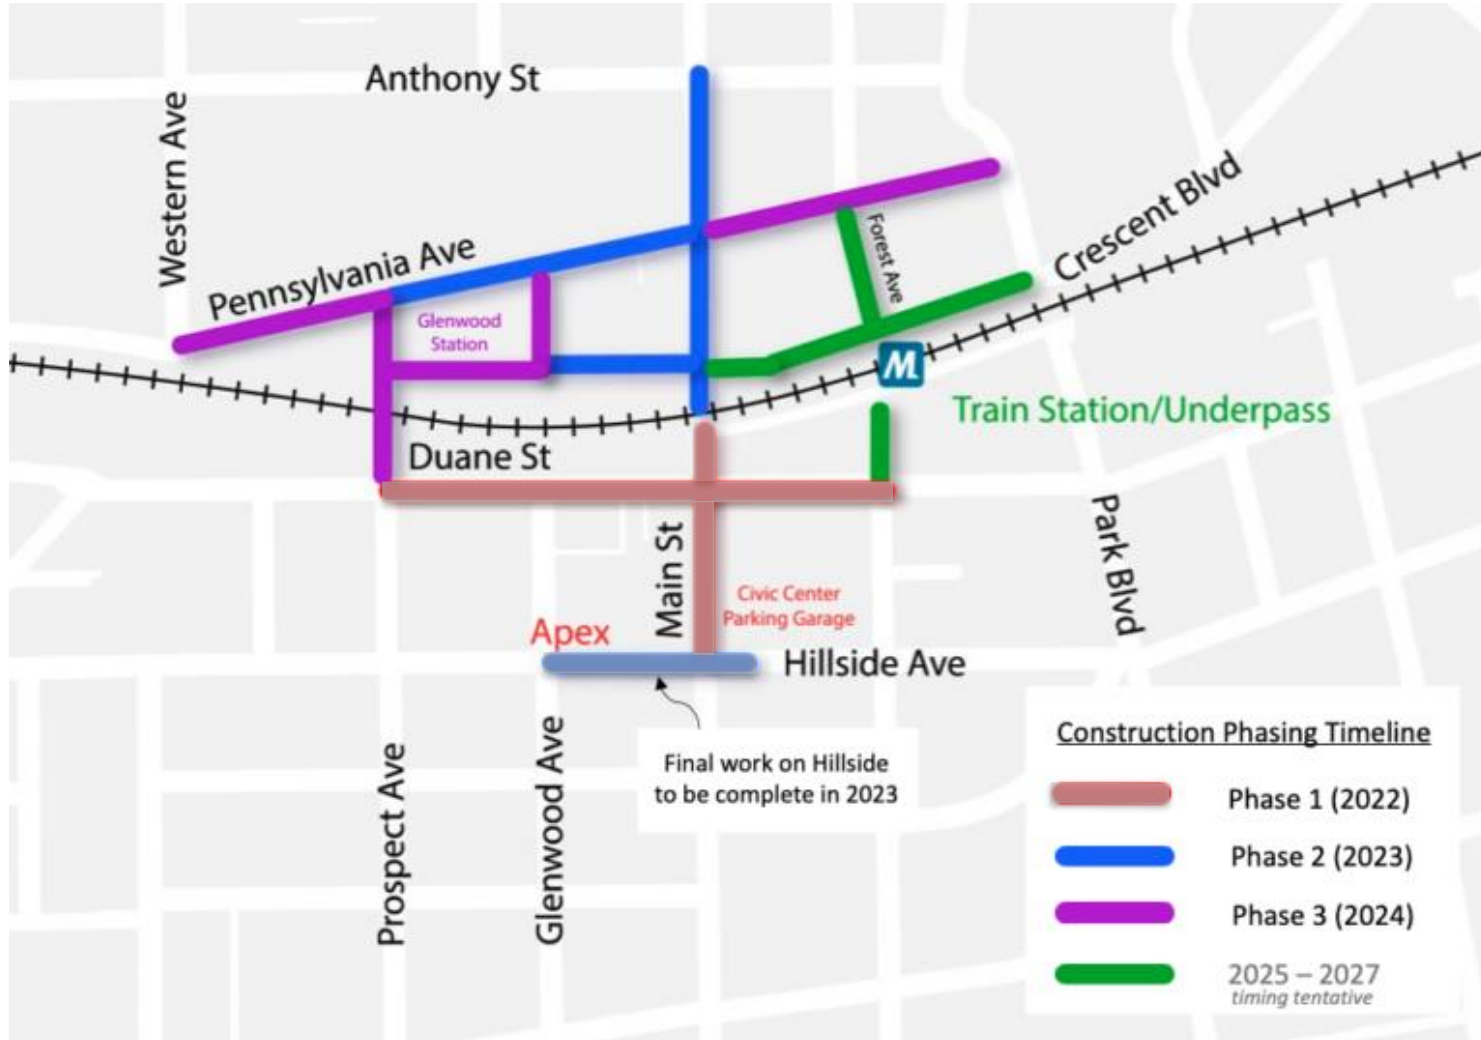 Anthony St
Western Ave
Pennsylvania Ave
Crescent Blvd
Forest Ave
Glenwood
Station
M
Train Station/Underpass
Duane St
Main St
Park Blvd
Civic Center
Parking Garage
Apex
Hillside Ave
Final work on Hillside
to be complete in 2023
Prospect Ave
Glenwood Ave
Construction Phasing Timeline
Phase 1 (2022)
Phase 2 (2023)
Phase 3 (2024)
2025 – 2027
timing tentative